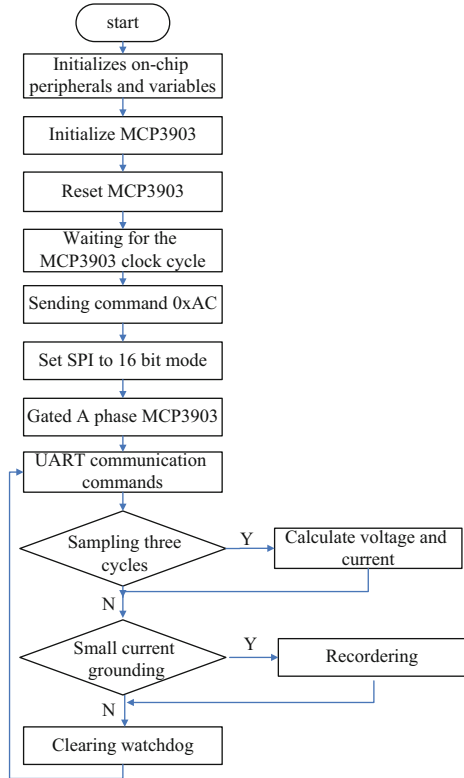 start
Initializes on-chip
peripherals and variables
Initialize MCP3903
Reset MCP3903
Waiting for the
MCP3903 clock cycle
Sending command 0xAC
Set SPI to 16 bit mode
Gated A phase MCP3903
UART communication
commands
Sampling three
cycles
Y
Calculate voltage and
current
N
Small current
grounding
Y
Recordering
N
Clearing watchdog